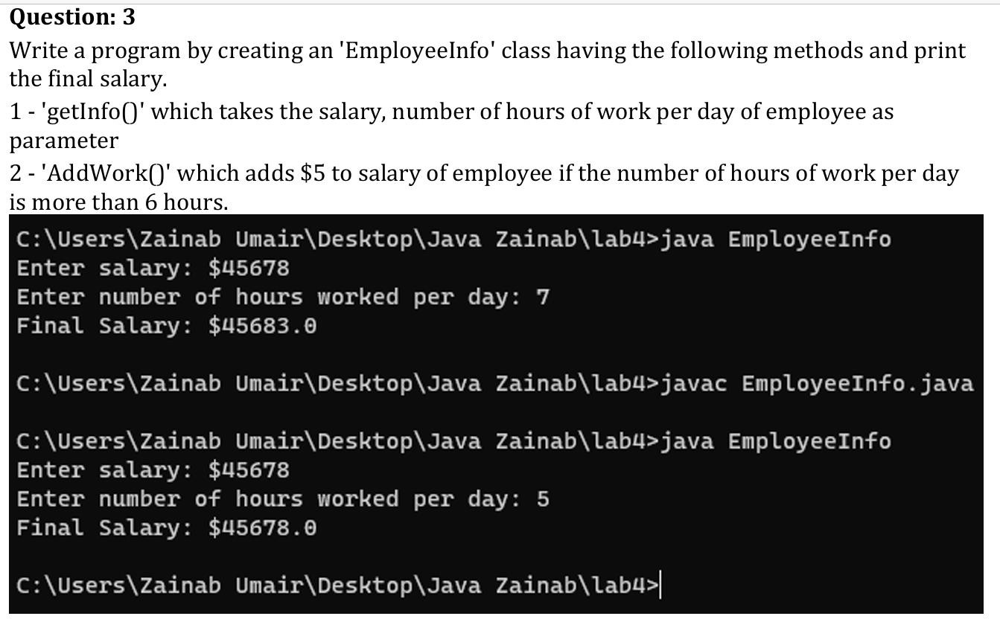 Question: 3
Write a program by creating an 'EmployeeInfo' class having the following methods and print
the final salary.
1 - 'getInfo()' which takes the salary, number of hours of work per day of employee as
parameter
2 - 'AddWork()' which adds $5 to salary of employee if the number of hours of work per day
is more than 6 hours.
C:\Users\Zainab Umair\Desktop\Java Zainab\lab4>java EmployeeInfo
Enter salary: $45678
Enter number of hours worked per day: 7
Final Salary: $45683.0
C:\Users\Zainab Umair\Desktop\Java Zainab\lab4>javac EmployeeInfo.java
C:\Users\Zainab Umair\Desktop\Java Zainab\lab4>java EmployeeInfo
Enter salary: $45678
Enter number of hours worked per day: 5
Final Salary: $45678.0
C:\Users\Zainab Umair\Desktop\Java Zainab\lab4>